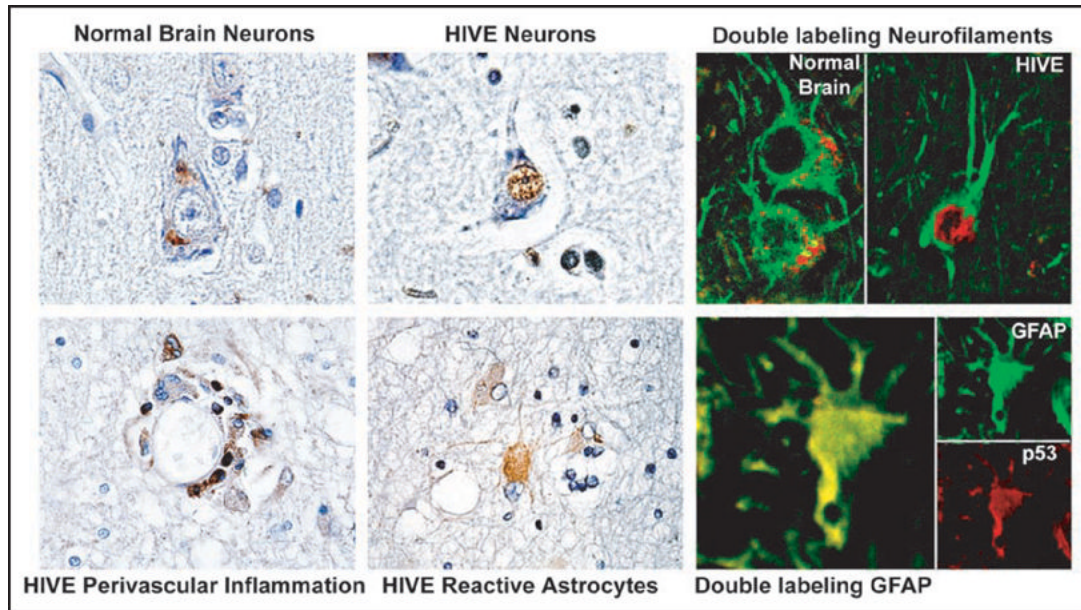 Normal Brain Neurons
HIVE Neurons
Double labeling Neurofilaments
Normal
Brain
HIVE
GFAP
p53
HIVE Perivascular Inflammation
HIVE Reactive Astrocytes
Double labeling GFAP